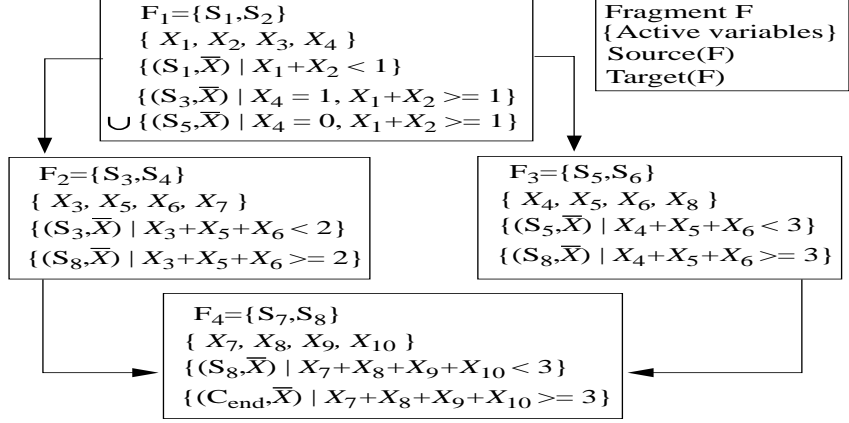 F₁={S₁,S₂}
{ X₁, X₂, X₃, X₄ }
{(S₁,X̅) | X₁+X₂ < 1}
{(S₃,X̅) | X₄ = 1, X₁+X₂ >= 1}
∪ {(S₅,X̅) | X₄ = 0, X₁+X₂ >= 1}
Fragment F
{Active variables}
Source(F)
Target(F)
F₂={S₃,S₄}
{ X₃, X₅, X₆, X₇ }
{(S₃,X̅) | X₃+X₅+X₆ < 2}
{(S₈,X̅) | X₃+X₅+X₆ >= 2}
F₃={S₅,S₆}
{ X₄, X₅, X₆, X₈ }
{(S₅,X̅) | X₄+X₅+X₆ < 3}
{(S₈,X̅) | X₄+X₅+X₆ >= 3}
F₄={S₇,S₈}
{ X₇, X₈, X₉, X₁₀ }
{(S₈,X̅) | X₇+X₈+X₉+X₁₀ < 3}
{(C_end,X̅) | X₇+X₈+X₉+X₁₀ >= 3}